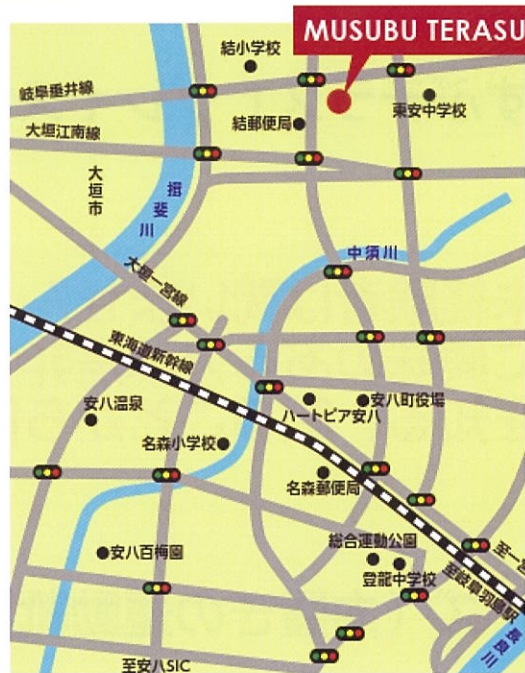 MUSUBU TERASU
結小学校
岐阜垂井線
東安中学校
結郵便局
大垣江南線
大垣市
揖斐川
中須川
大垣一宮線
東海道新幹線
安八温泉
ハートピア安八
安八町役場
名森小学校
名森郵便局
総合運動公園
至一宮
安八百梅園
登龍中学校
至岐阜羽島駅
長良川
至安八SIC